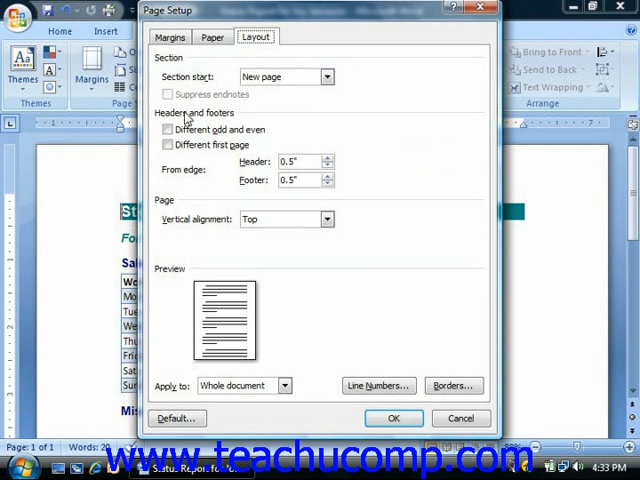 Page Setup
Home
Insert
Margins
Paper
Layout
Section
Section start:
New page
Suppress endnotes
Headers and footers
Different odd and even
Different first page
From edge:
Header:
0.5"
Footer:
0.5"
Page
Vertical alignment:
Top
Preview
Apply to:
Whole document
Line Numbers...
Borders...
Default...
OK
Cancel
Themes
Themes
Margins
Bring to Front
Text Wrapping
Arrange
Page: 1 of 1
Words: 20
www.teachucomp.com
4:33 PM